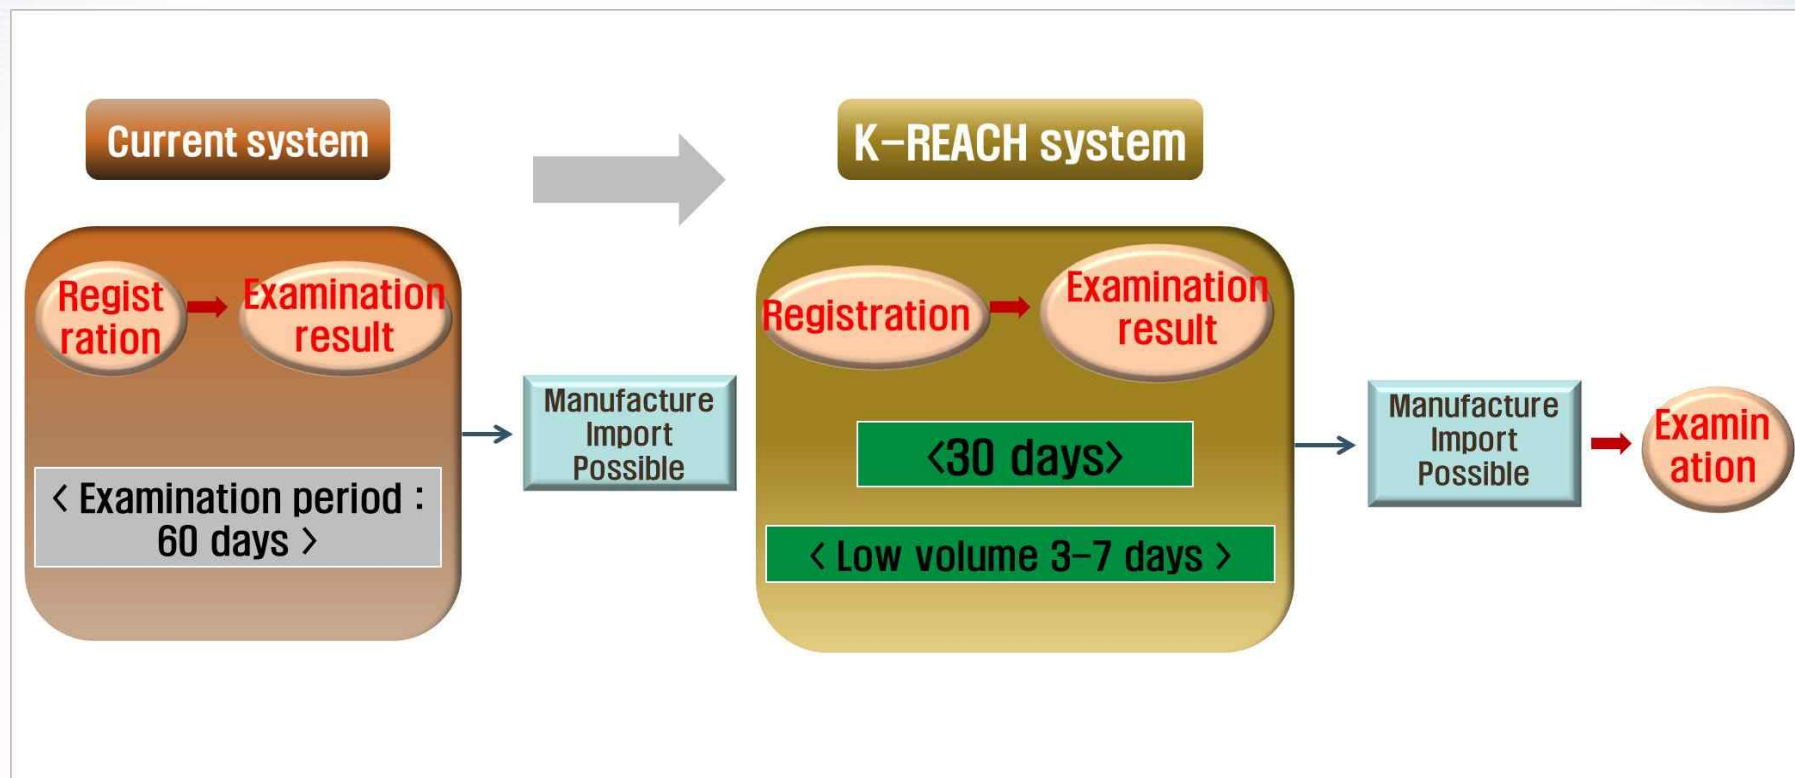 Current system
K-REACH system
Regist
ration
Examination
result
< Examination period :
60 days >
Manufacture
Import
Possible
Registration
Examination
result
<30 days>
< Low volume 3-7 days >
Manufacture
Import
Possible
Examin
ation